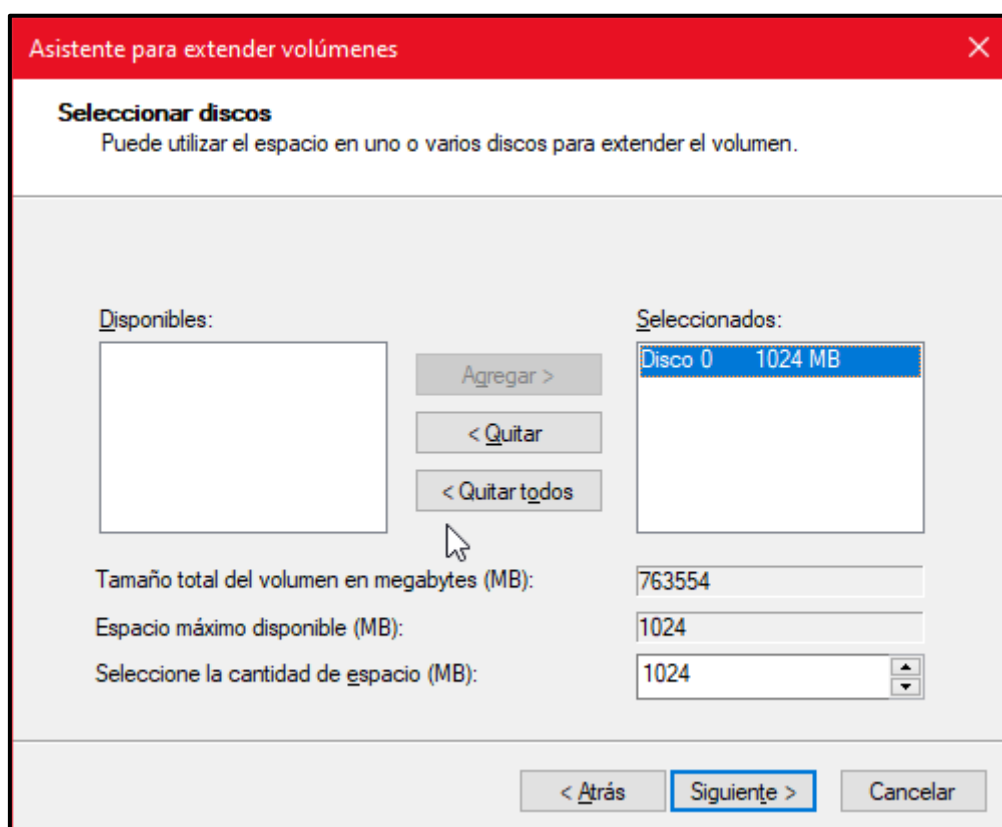 Asistente para extender volúmenes
Seleccionar discos
Puede utilizar el espacio en uno o varios discos para extender el volumen.
Disponibles:
Seleccionados:
Disco 0 1024 MB
Agregar >
< Quitar
< Quitar todos
Tamaño total del volumen en megabytes (MB): 763554
Espacio máximo disponible (MB): 1024
Seleccione la cantidad de espacio (MB): 1024
< Atrás Siguiente > Cancelar